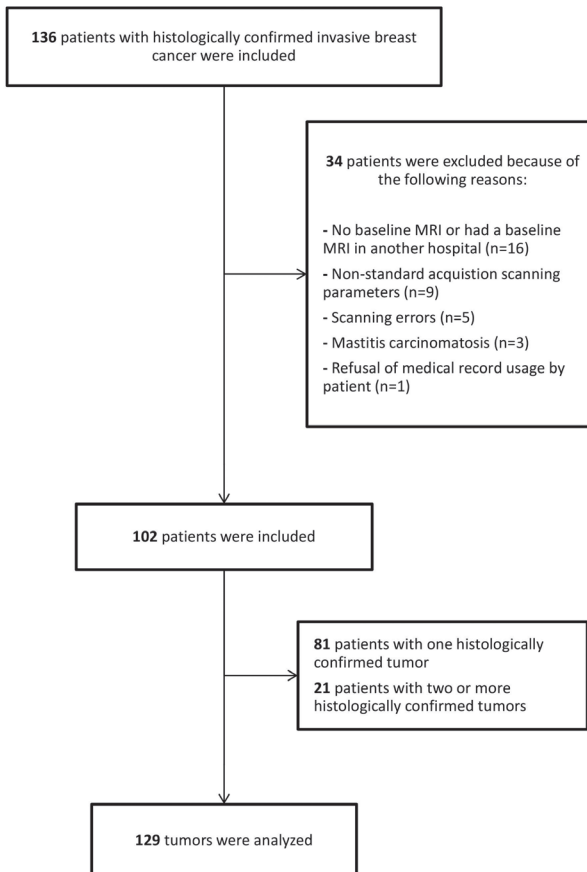 136 patients with histologically confirmed invasive breast
cancer were included
34 patients were excluded because of
the following reasons:
- No baseline MRI or had a baseline
MRI in another hospital (n=16)
- Non-standard acquistion scanning
parameters (n=9)
- Scanning errors (n=5)
- Mastitis carcinomatosis (n=3)
- Refusal of medical record usage by
patient (n=1)
102 patients were included
81 patients with one histologically
confirmed tumor
21 patients with two or more
histologically confirmed tumors
129 tumors were analyzed